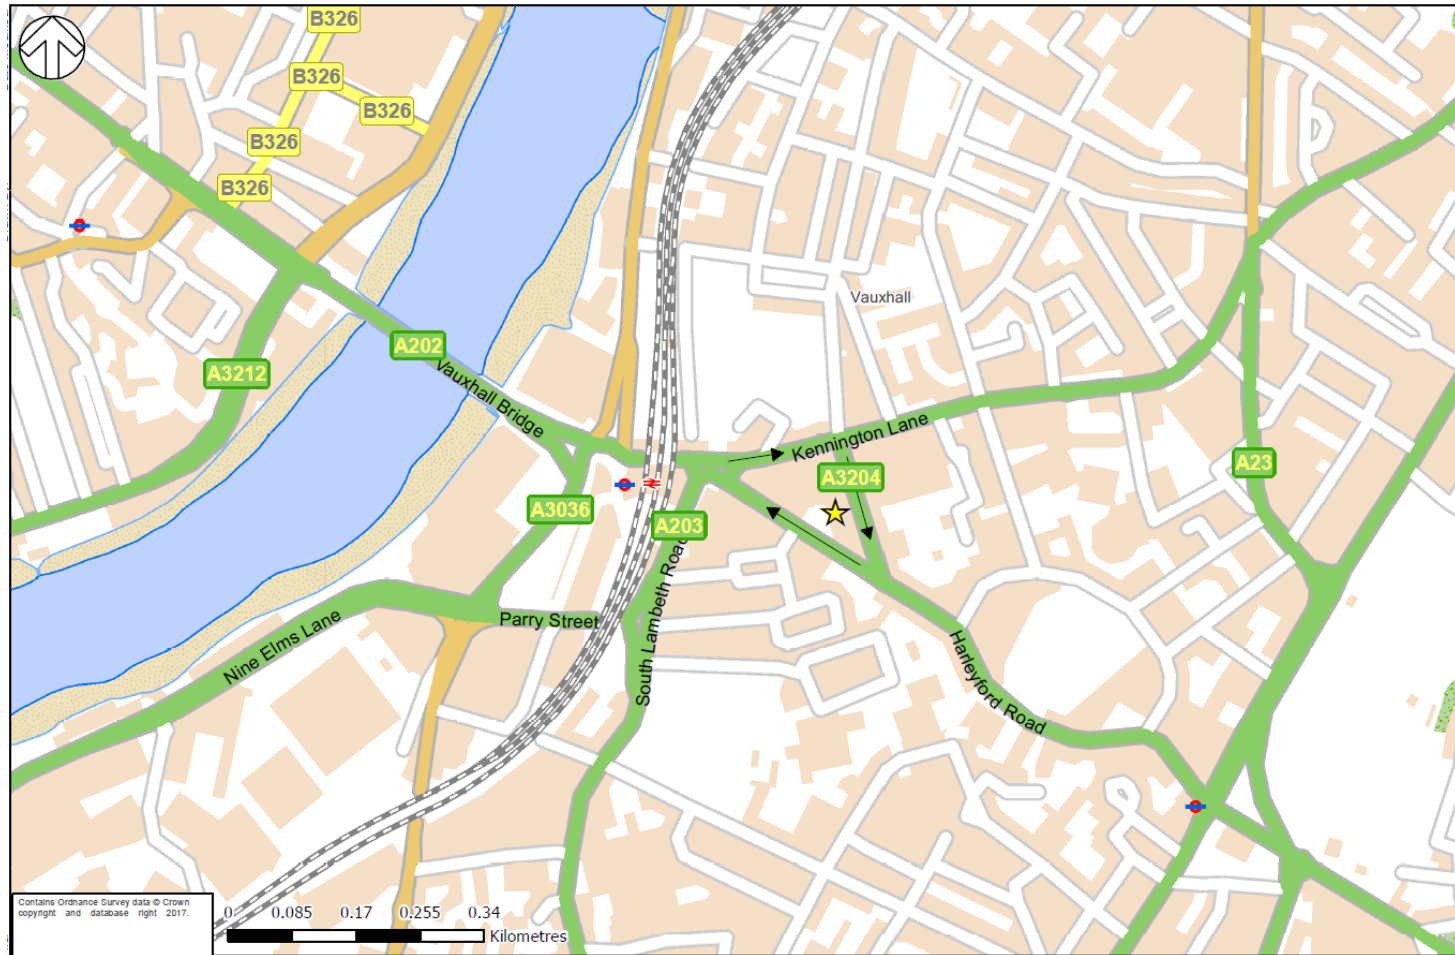 B326
B326
B326
B326
B326
Vauxhall
A202
Vauxhall Bridge
A3212
Kennington Lane
A3204
A23
A3036
A203
South Lambeth Road
Parry Street
Nine Elms Lane
Harleyford Road
Contains Ordnance Survey data © Crown
copyright and database right 2017.
0 0.085 0.17 0.255 0.34
Kilometres